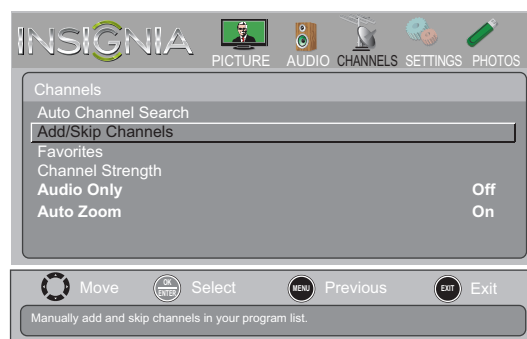 INSIGNIA
PICTURE AUDIO CHANNELS SETTINGS PHOTOS
Channels
Auto Channel Search
Add/Skip Channels
Favorites
Channel Strength
Audio Only Off
Auto Zoom On
Move OK ENTER Select MENU Previous EXIT Exit
Manually add and skip channels in your program list.